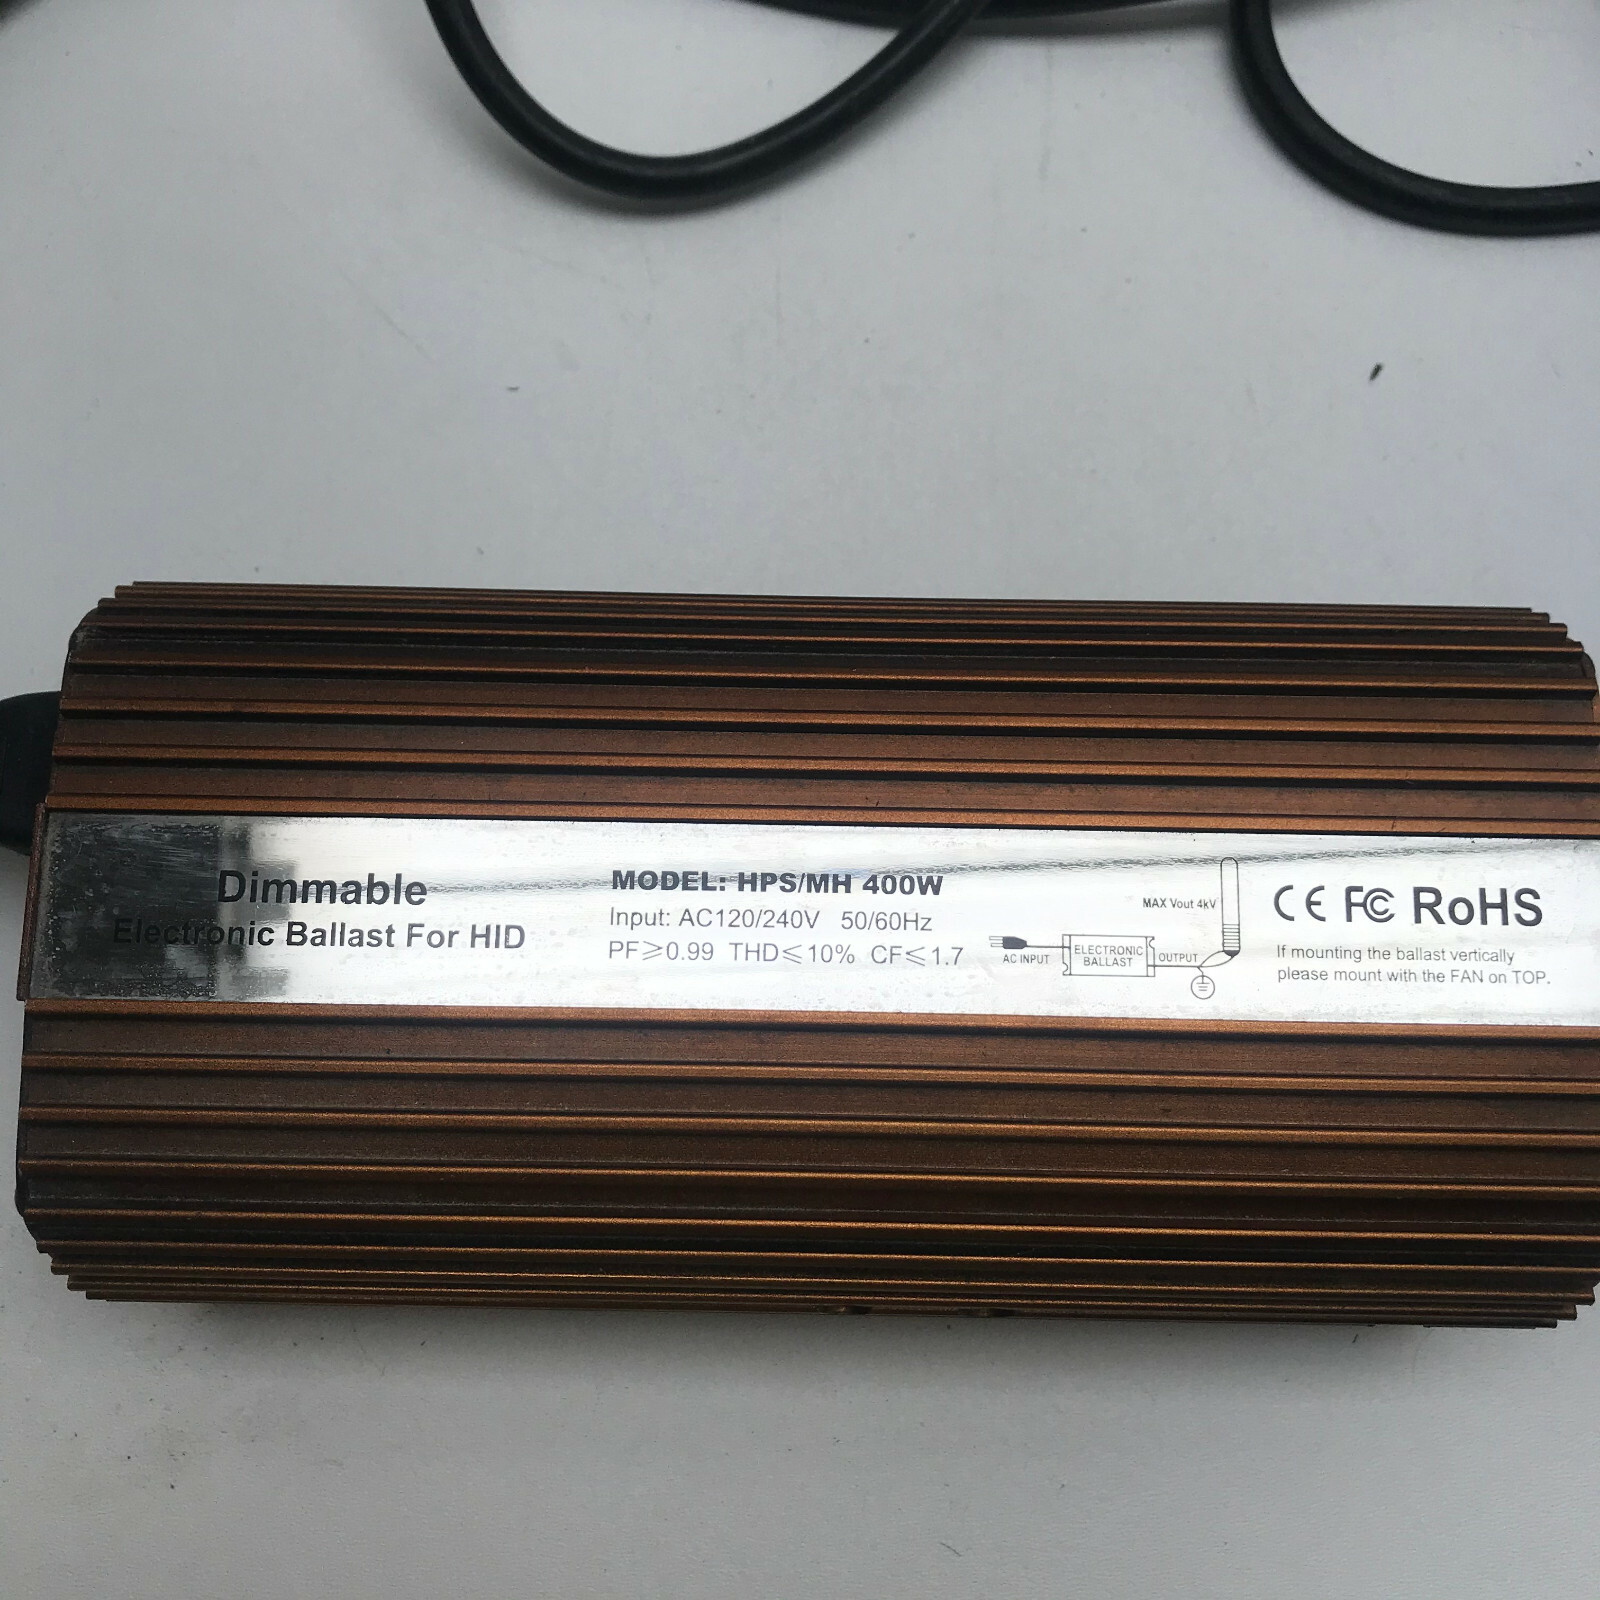 Dimmable
Electronic Ballast For HID
MODEL: HPS/MH 400W
Input: AC120/240V 50/60Hz
PF≥0.99 THD≤10% CF≤1.7
MAX Vout 4kV
AC INPUT
ELECTRONIC
BALLAST
OUTPUT
CE FC RoHS
If mounting the ballast vertically
please mount with the FAN on TOP.